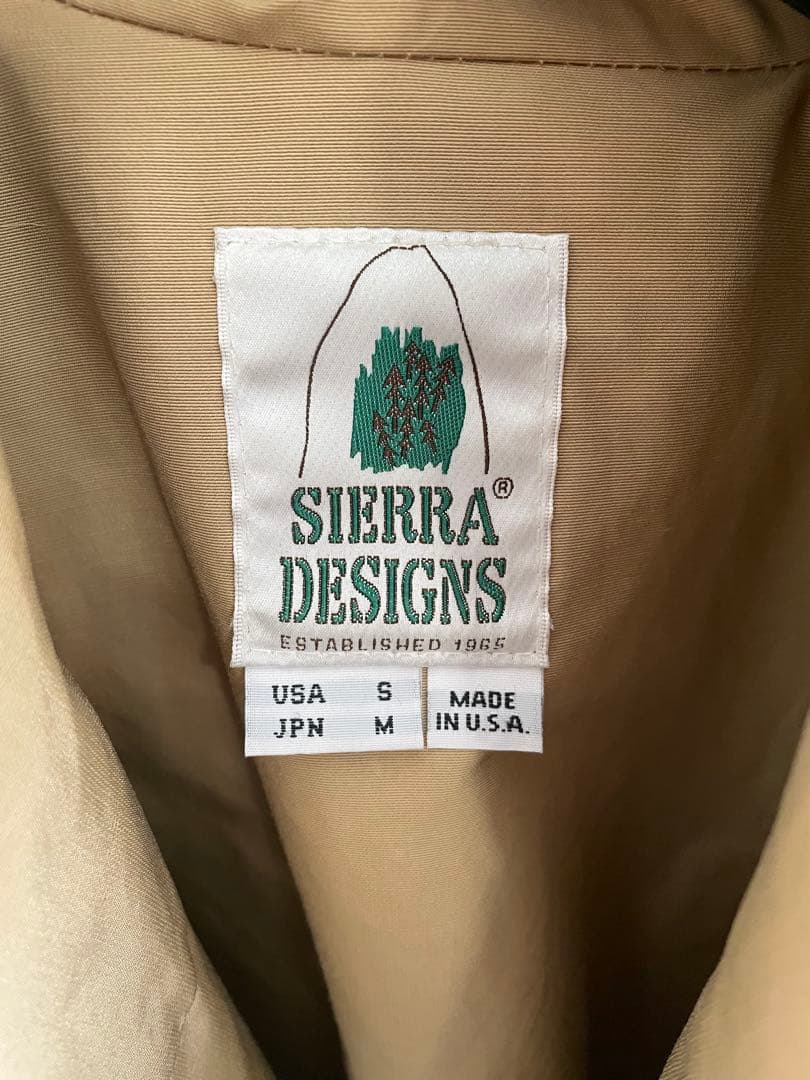 SIERRA®
DESIGNS
ESTABLISHED 1965
USA S
JPN M
MADE
IN U.S.A.